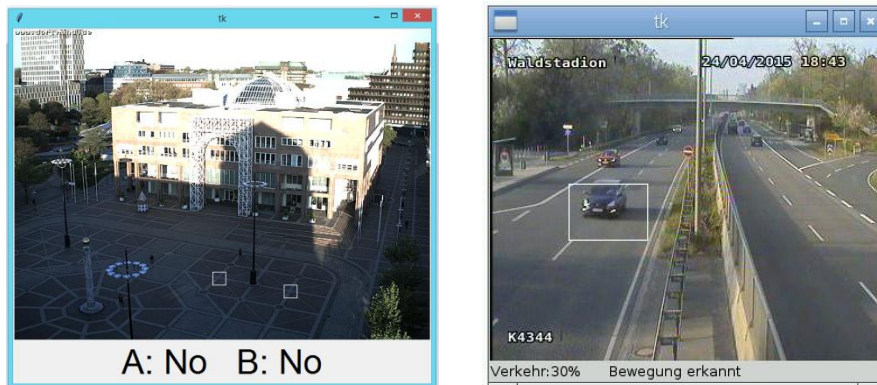 tk
A: No B: No
tk
Waldstadion 24/04/2015 18:43
K4344
Verkehr:30% Bewegung erkannt